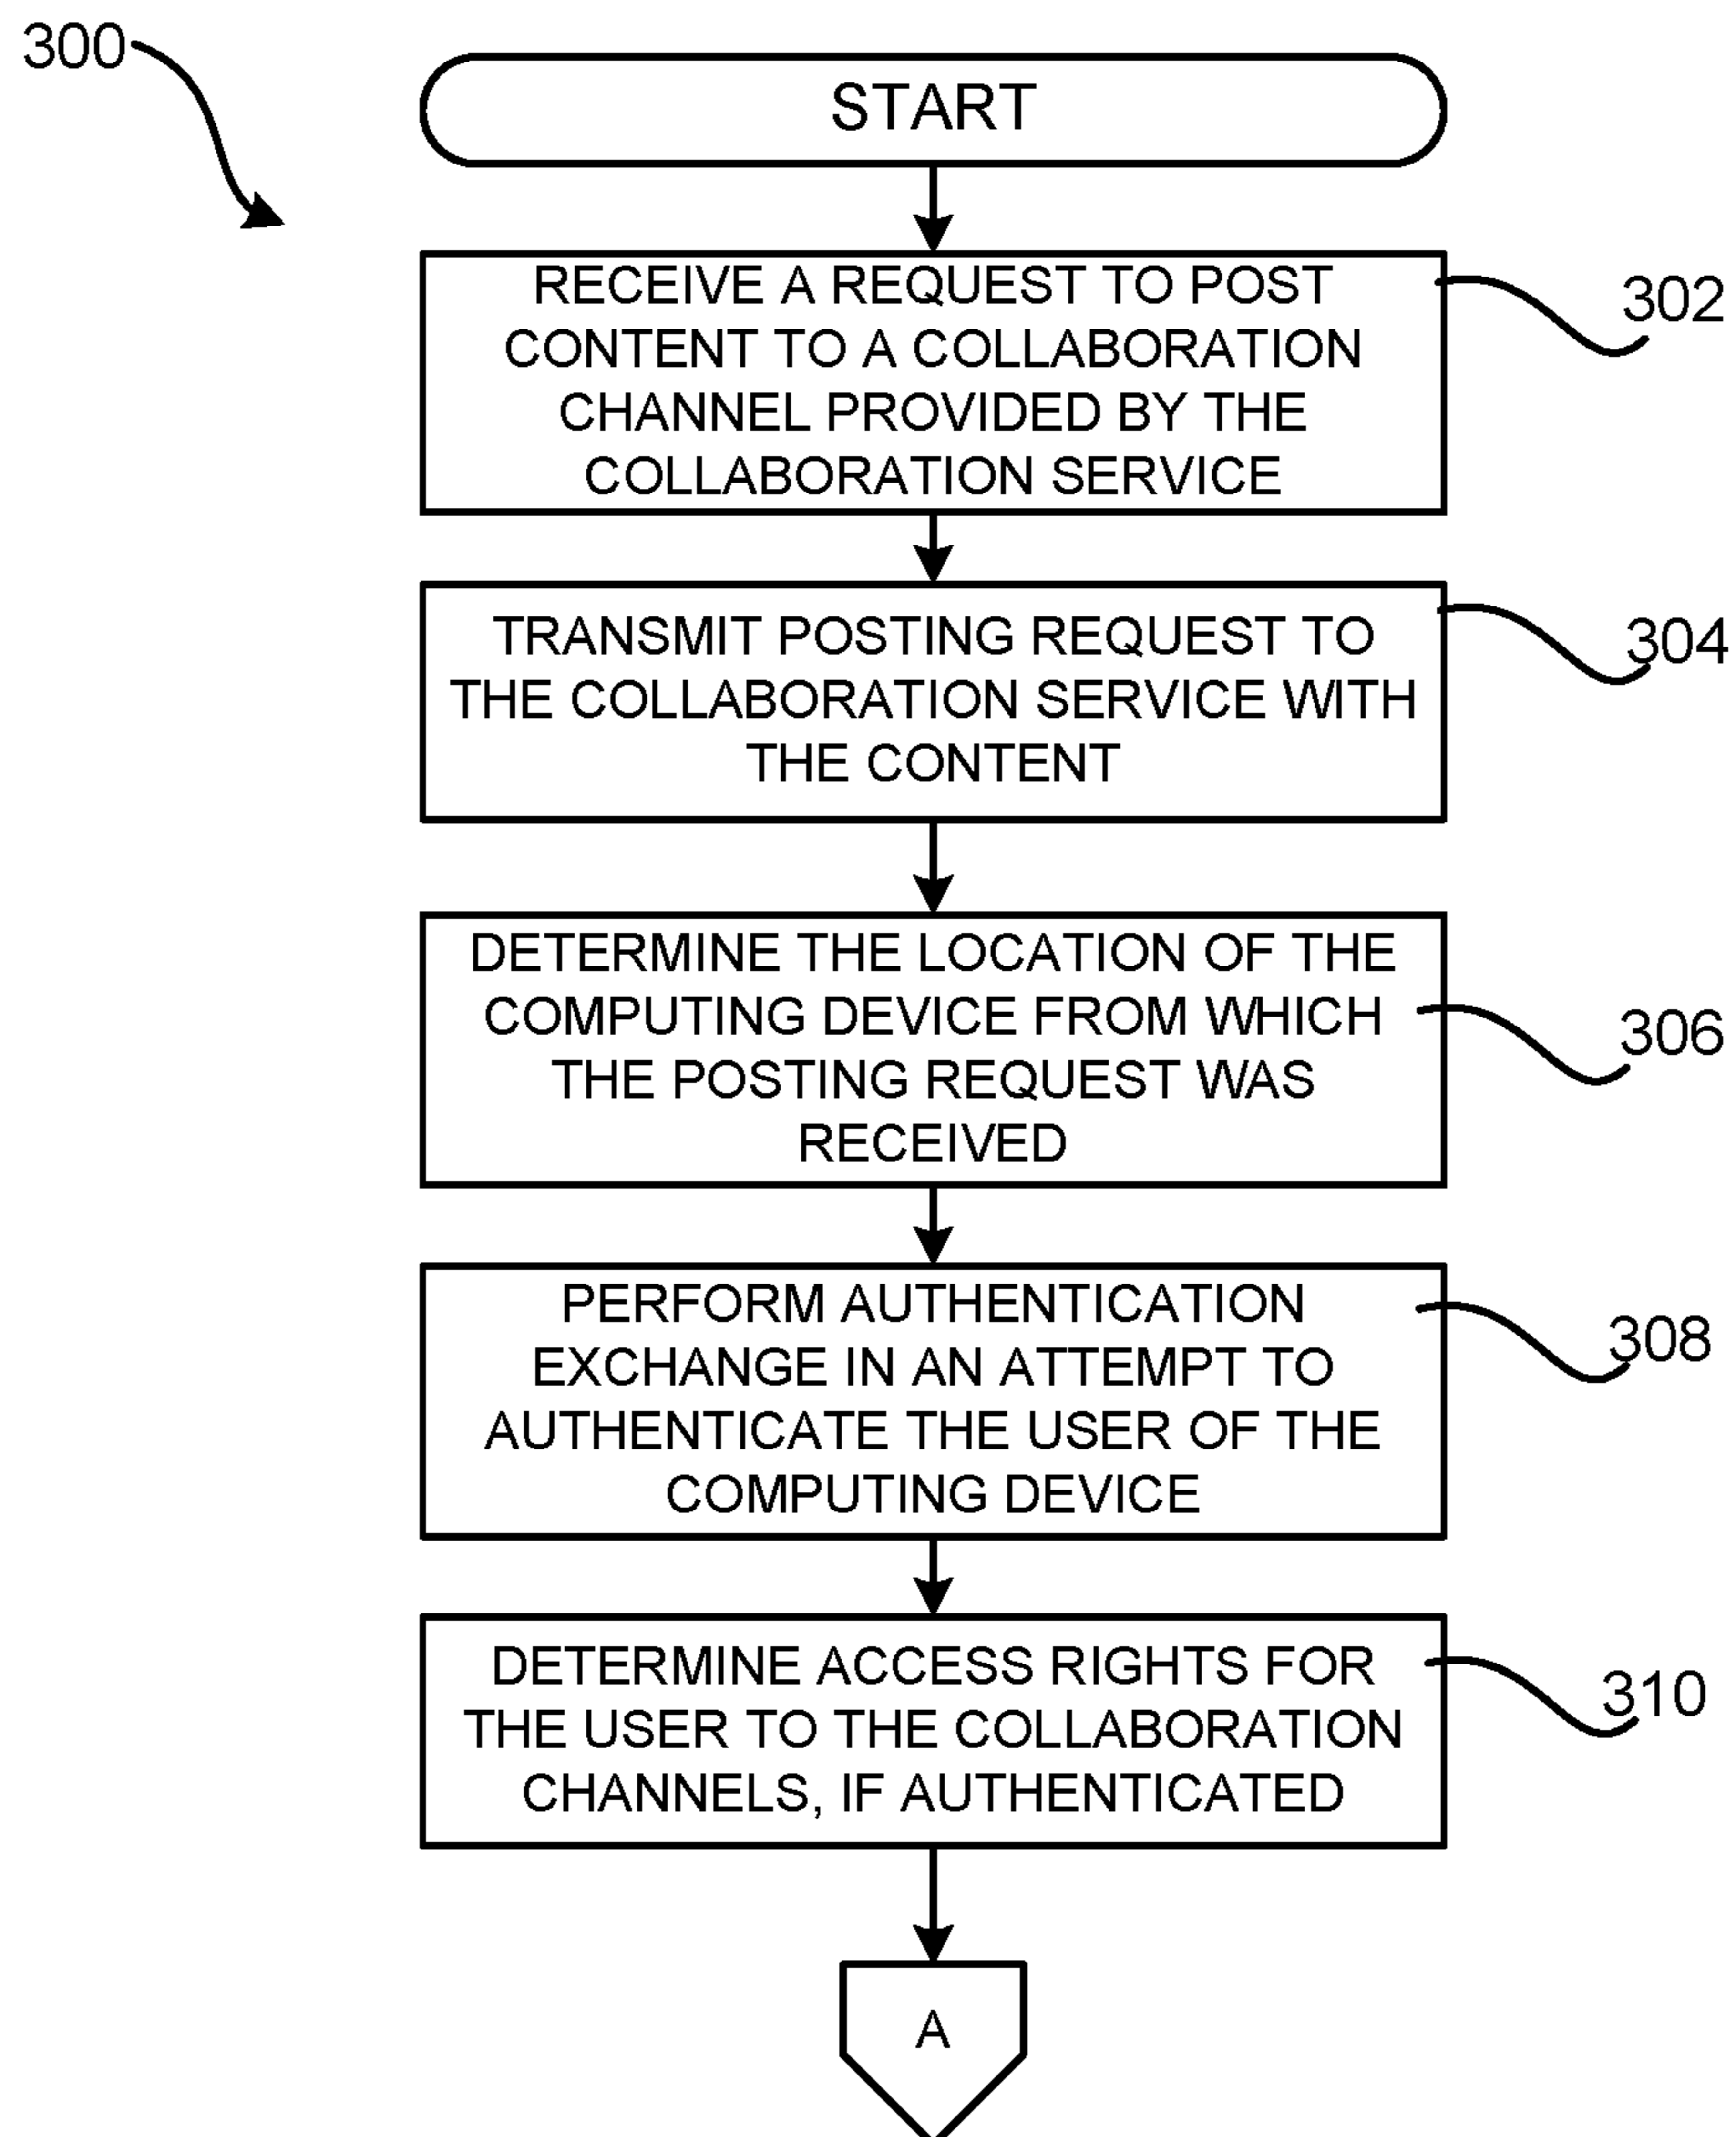 300
START
RECEIVE A REQUEST TO POST
CONTENT TO A COLLABORATION
CHANNEL PROVIDED BY THE
COLLABORATION SERVICE
302
TRANSMIT POSTING REQUEST TO
THE COLLABORATION SERVICE WITH
THE CONTENT
304
DETERMINE THE LOCATION OF THE
COMPUTING DEVICE FROM WHICH
THE POSTING REQUEST WAS
RECEIVED
306
PERFORM AUTHENTICATION
EXCHANGE IN AN ATTEMPT TO
AUTHENTICATE THE USER OF THE
COMPUTING DEVICE
308
DETERMINE ACCESS RIGHTS FOR
THE USER TO THE COLLABORATION
CHANNELS, IF AUTHENTICATED
310
A